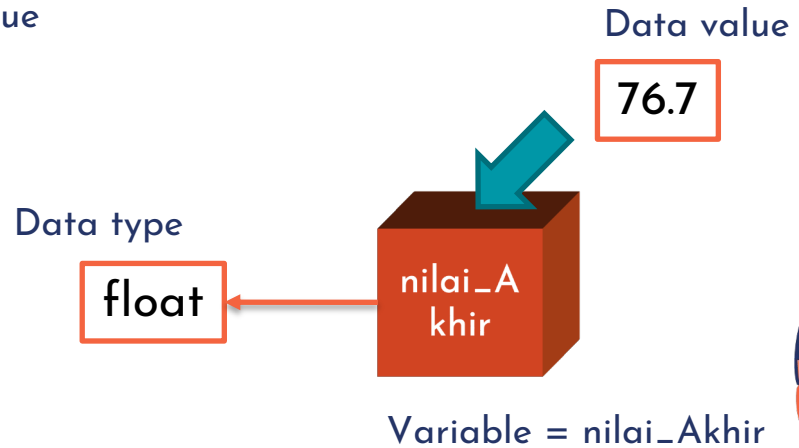 ue
Data value
76.7
Data type
float
nilai_A
khir
Variable = nilai_Akhir